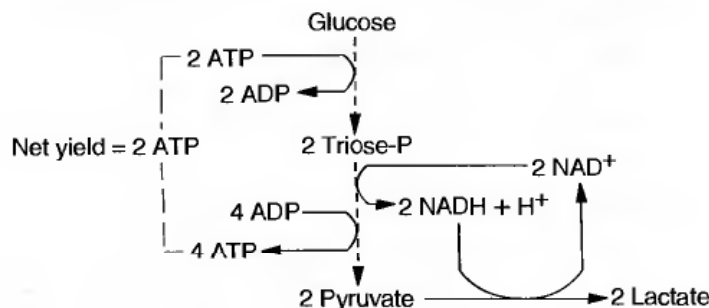 Glucose
2 ATP
2 ADP
Net yield = 2 ATP
2 Triose-P
2 NAD⁺
2 NADH + H⁺
4 ADP
4 ATP
2 Pyruvate
2 Lactate